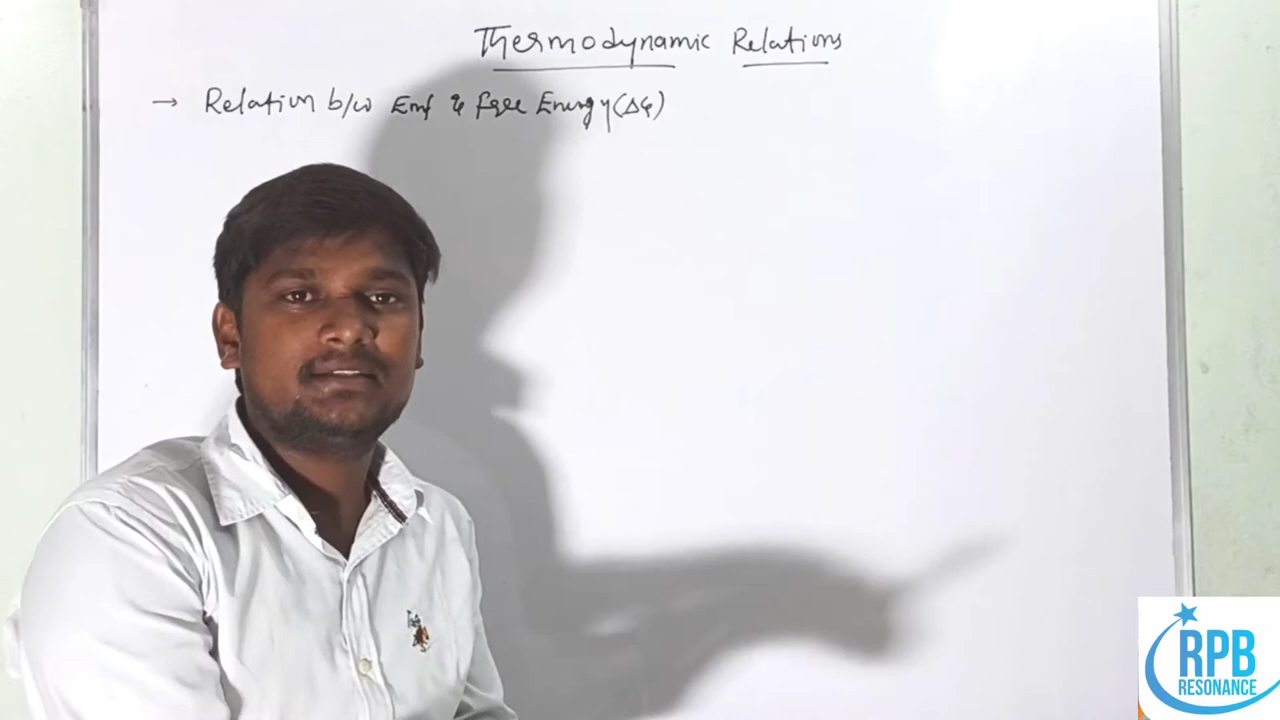 Thermodynamic Relations
→ Relation b/w Emf & free Energy (ΔG)
RPB
RESONANCE